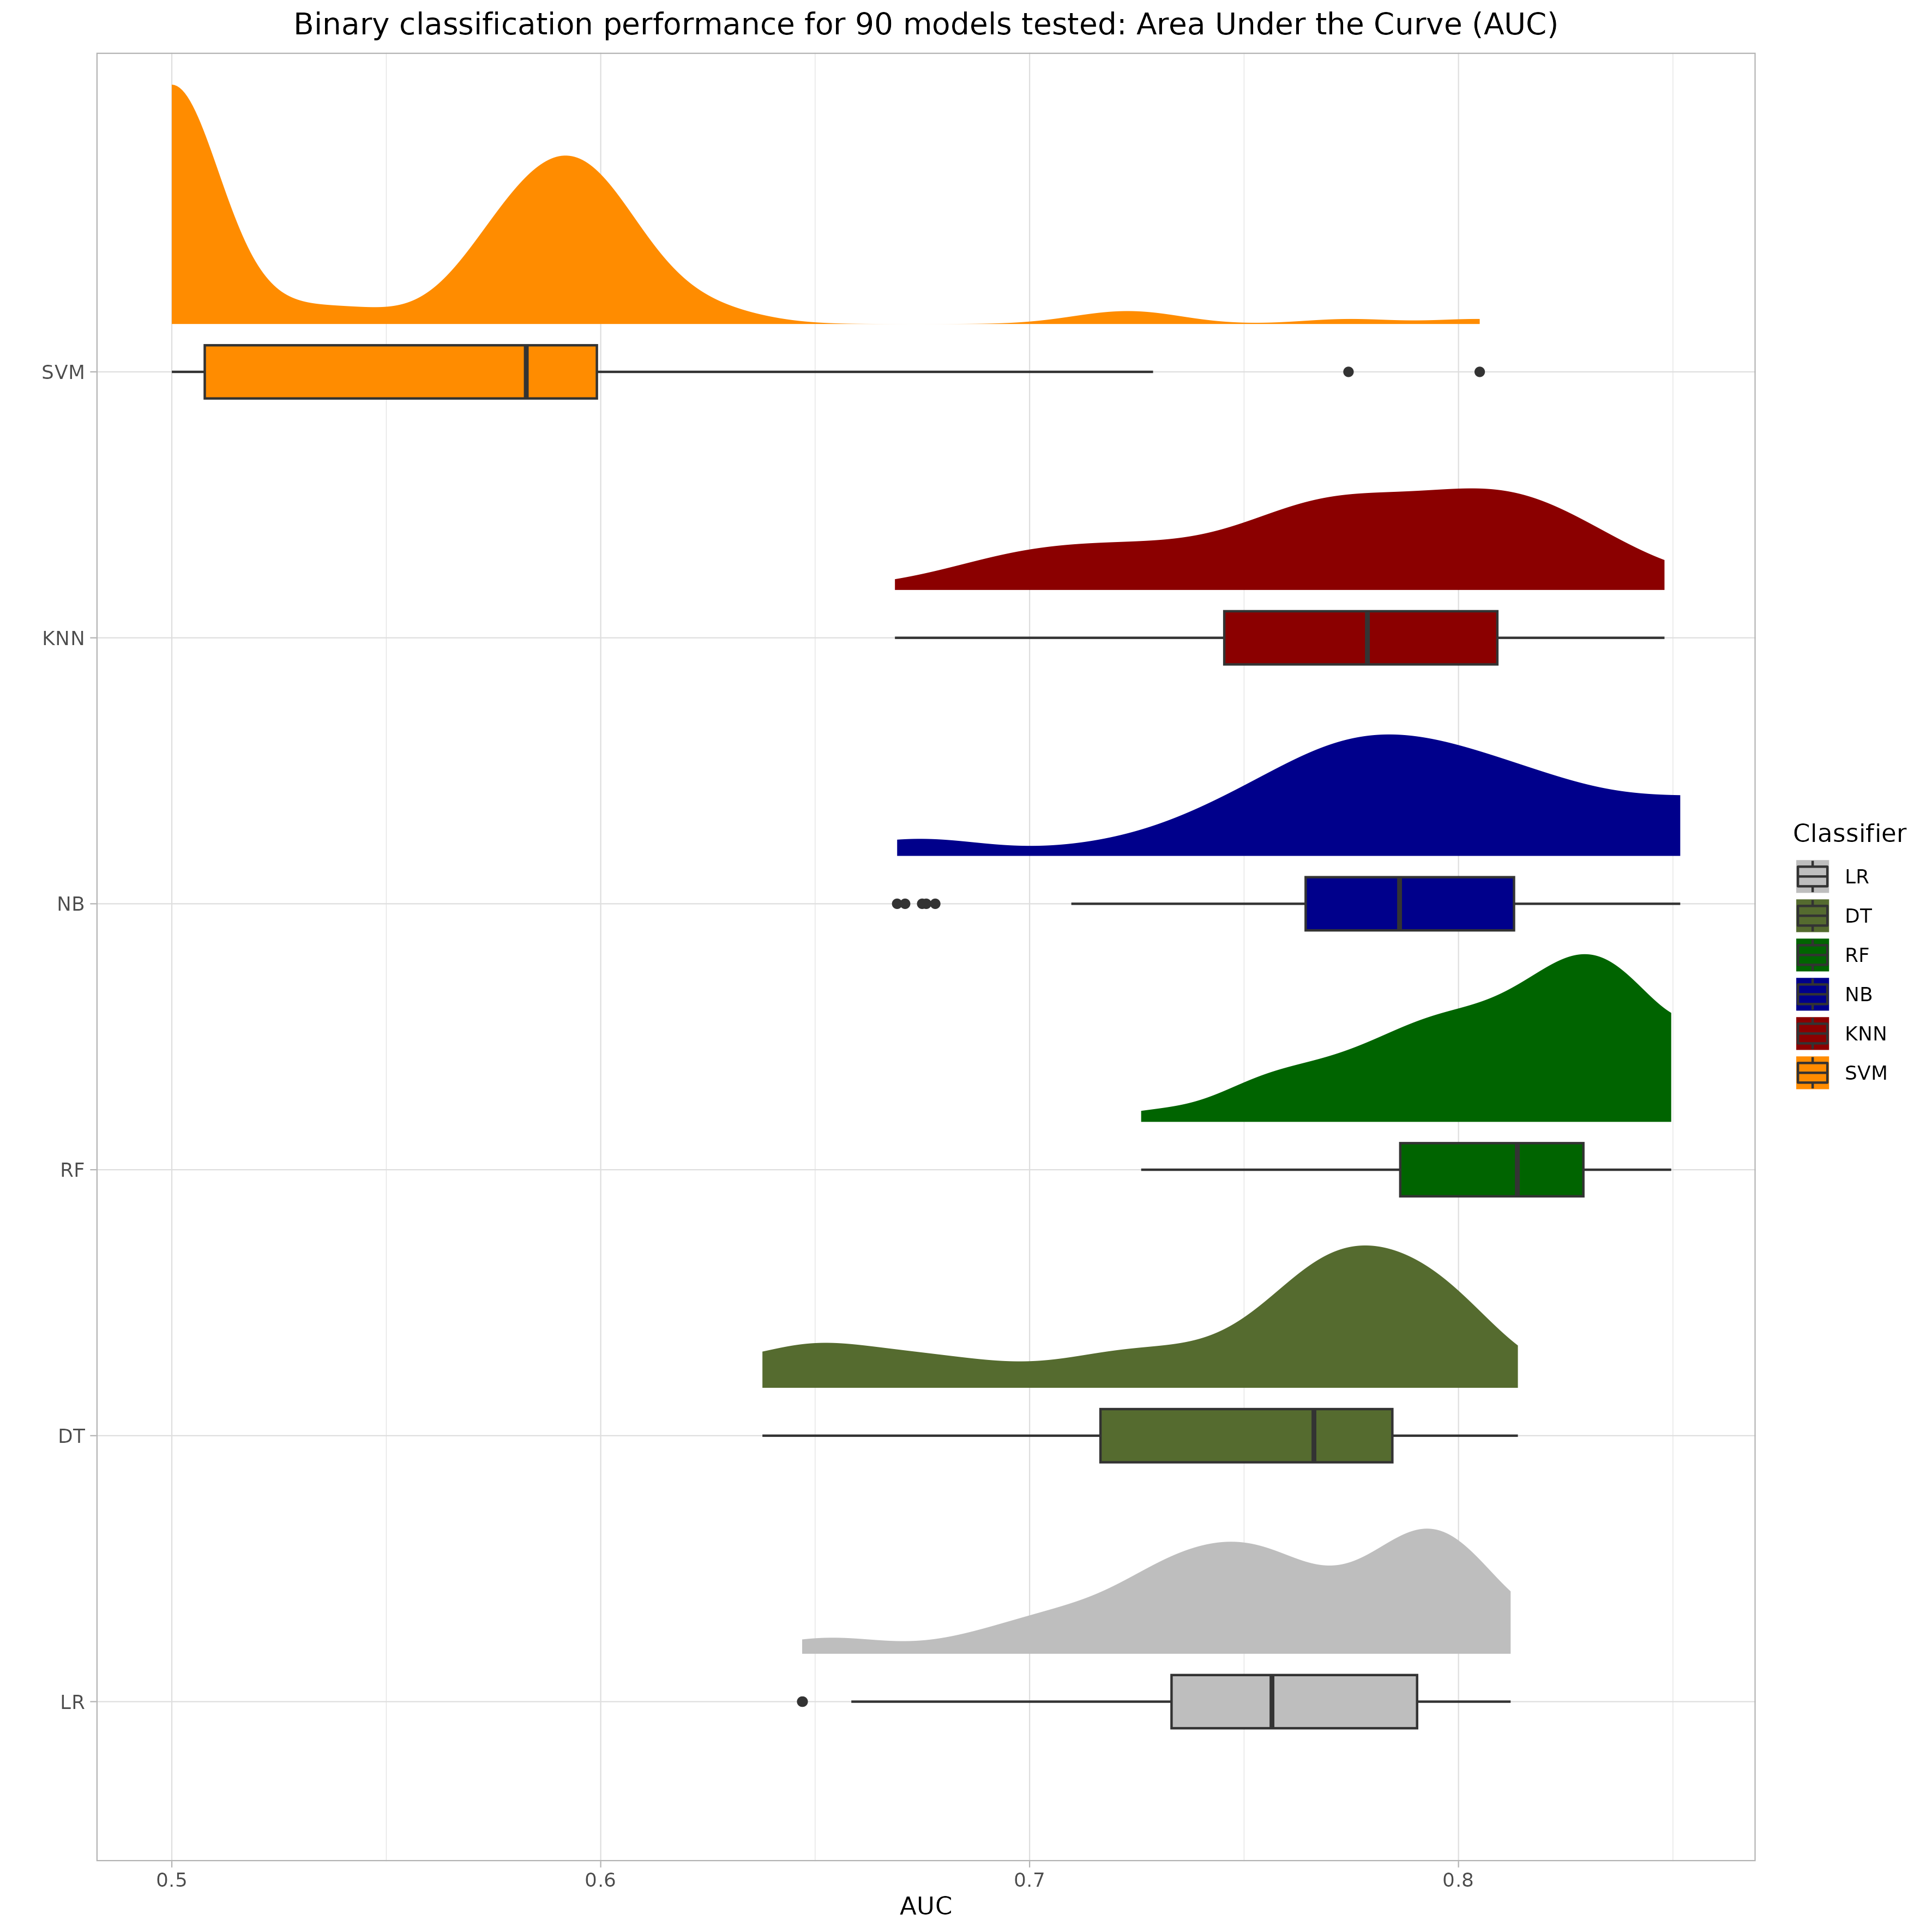 Binary classification performance for 90 models tested: Area Under the Curve (AUC)
SVM
KNN
NB
RF
DT
LR
0.5 0.6 0.7 0.8
AUC
Classifier
LR
DT
RF
NB
KNN
SVM